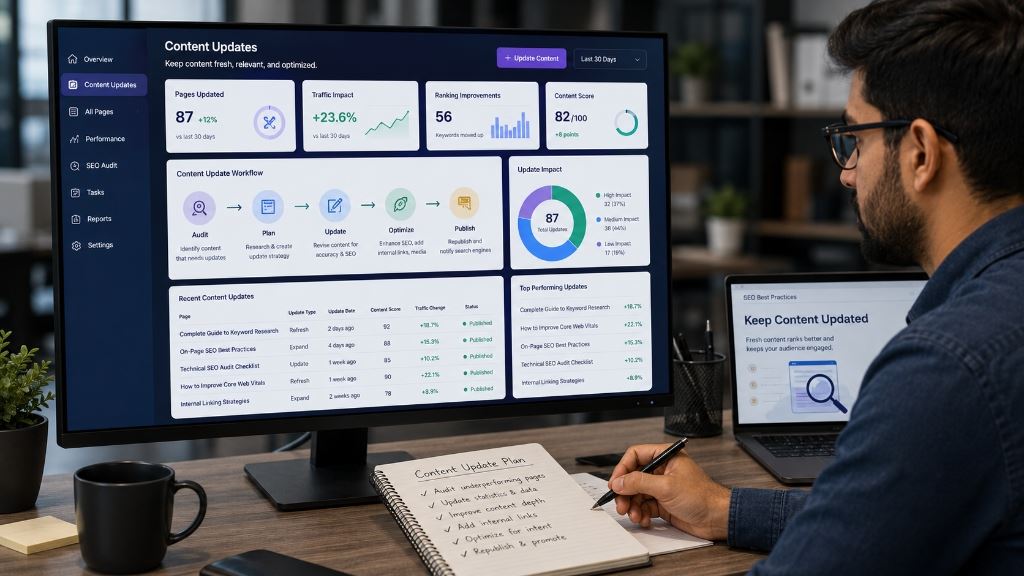 Overview
Content Updates
All Pages
Performance
SEO Audit
Tasks
Reports
Settings
Content Updates
Keep content fresh, relevant, and optimized.
+ Update Content
Last 30 Days
Pages Updated
87 +12%
vs last 30 days
Traffic Impact
+23.6%
vs last 30 days
Ranking Improvements
56
Keywords moved up
Content Score
82/100
+8 points
Content Update Workflow
Audit
Identify content
that needs updates
Plan
Research & create
update strategy
Update
Revise content for
accuracy & SEO
Optimize
Enhance SEO, add
internal links, media
Publish
Republish and
notify search engines
Update Impact
87
Total Updates
High Impact
32 (37%)
Medium Impact
38 (44%)
Low Impact
17 (19%)
Recent Content Updates
Page Update Type Update Date Content Score Traffic Change Status
Complete Guide to Keyword Research Refresh 2 days ago 92 +18.7% Published
On-Page SEO Best Practices Expand 4 days ago 88 +15.3% Published
Technical SEO Audit Checklist Update 1 week ago 85 +10.2% Published
How to Improve Core Web Vitals Refresh 1 week ago 90 +22.1% Published
Internal Linking Strategies Expand 2 weeks ago 78 +8.9% Published
Top Performing Updates
Complete Guide to Keyword Research +18.7%
How to Improve Core Web Vitals +22.1%
On-Page SEO Best Practices +15.3%
Technical SEO Audit Checklist +10.2%
Internal Linking Strategies +8.9%
SEO Best Practices
Keep Content Updated
Fresh content ranks better and
keeps your audience engaged.
Content Update Plan
✓ Audit underperforming pages
✓ Update statistics & data
✓ Improve content depth
✓ Add internal links
✓ Optimize for intent
✓ Republish & promote